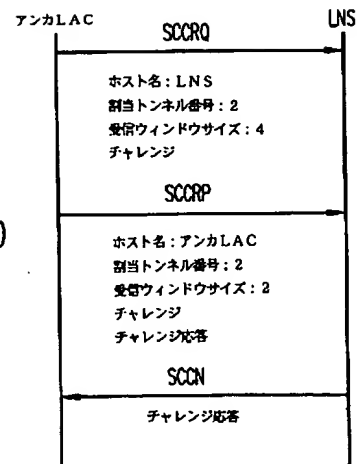 アンカLAC
LNS
SCCRQ
ホスト名:LNS
割当トンネル番号:2
受信ウィンドウサイズ:4
チャレンジ
SCCRP
)
ホスト名:アンカLAC
割当トンネル番号:2
受信ウィンドウサイズ:2
チャレンジ
チャレンジ応答
SCCN
チャレンジ応答